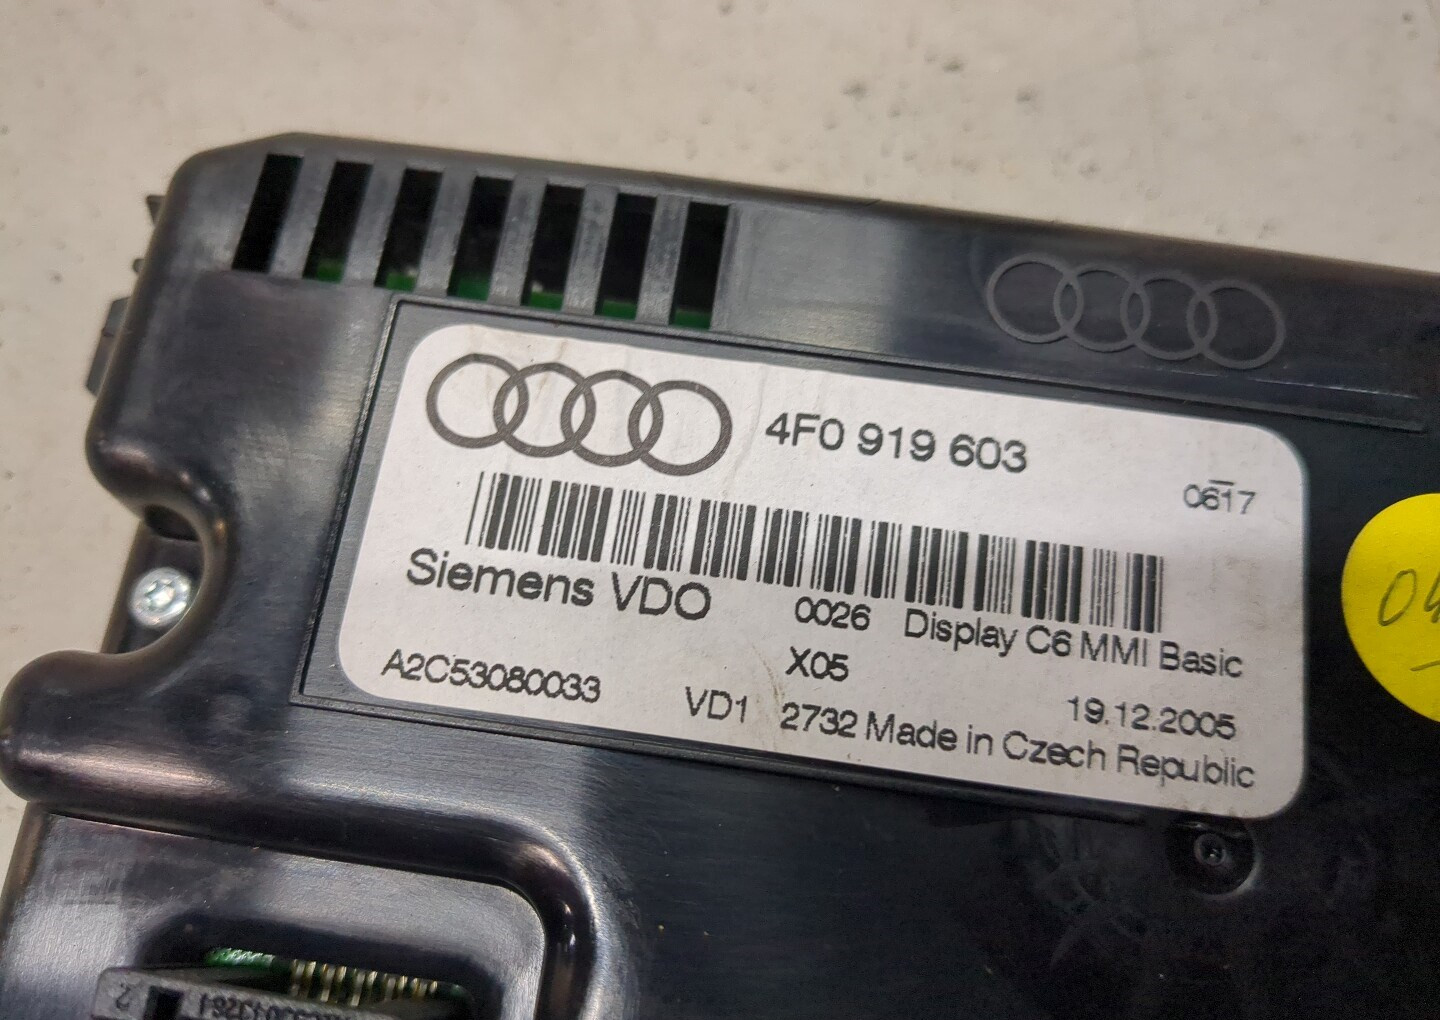 4F0 919 603
0617
Siemens VDO
0026 Display C6 MMI Basic
X05
A2C53080033
19.12.2005
VD1 2732 Made in Czech Republic
2